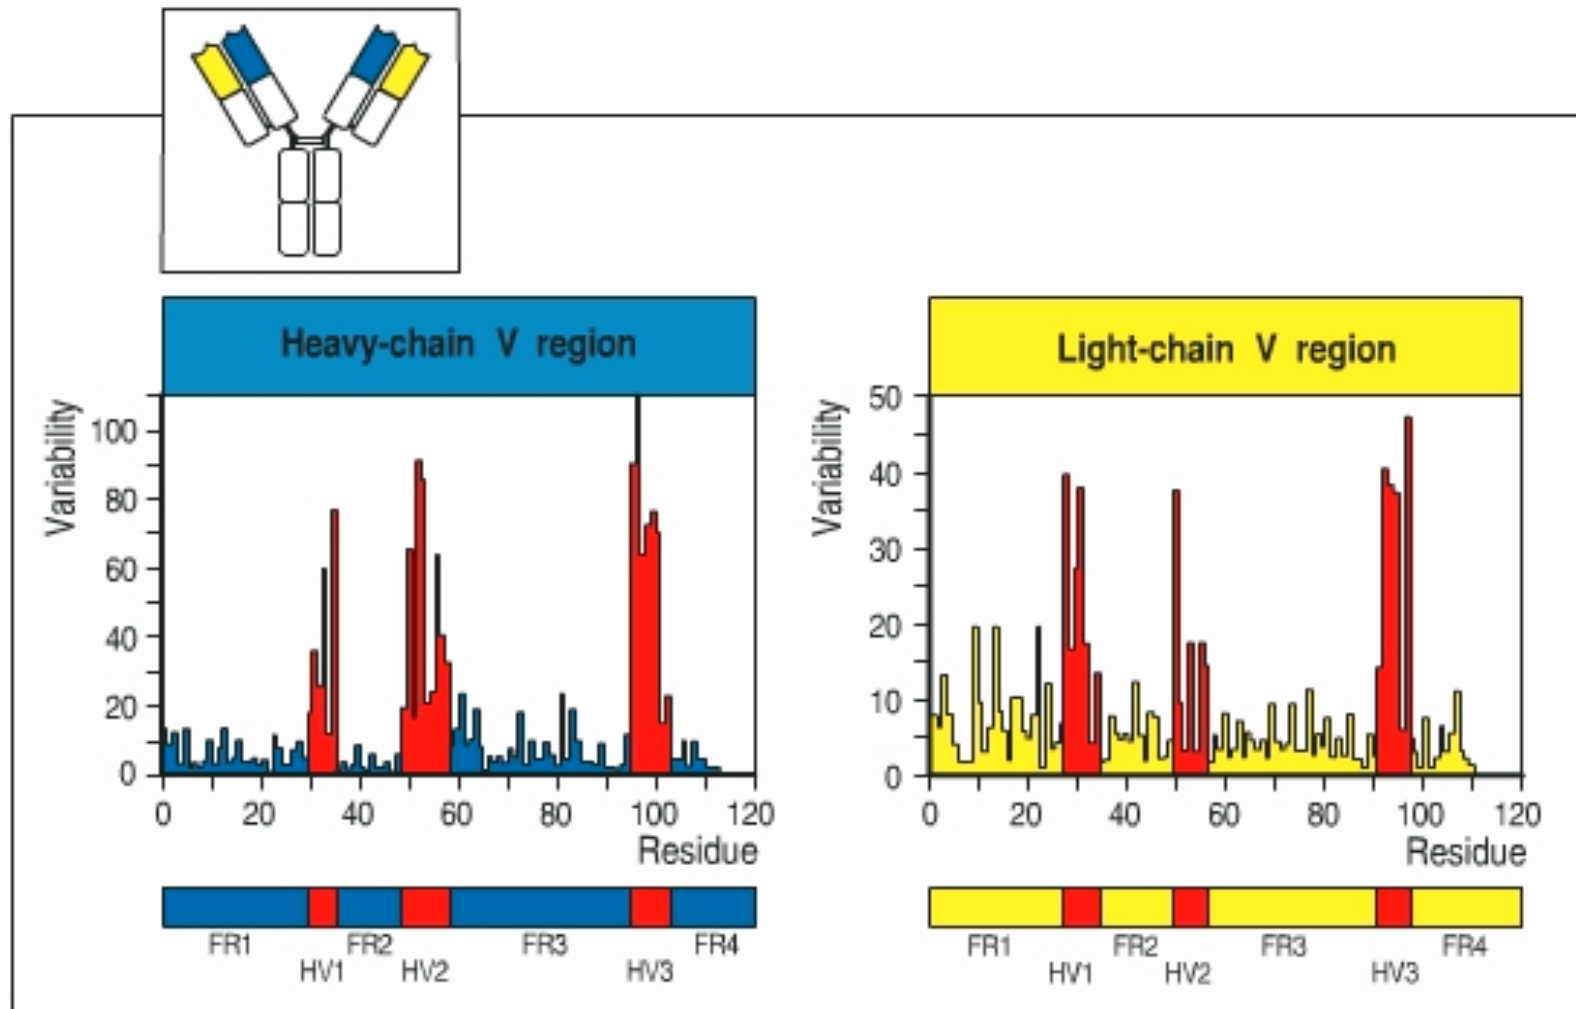 Heavy-chain V region
Variability
100
80
60
40
20
0
0 20 40 60 80 100 120
Residue
FR1 FR2 FR3 FR4
HV1 HV2 HV3
Light-chain V region
Variability
50
40
30
20
10
0
0 20 40 60 80 100 120
Residue
FR1 FR2 FR3 FR4
HV1 HV2 HV3